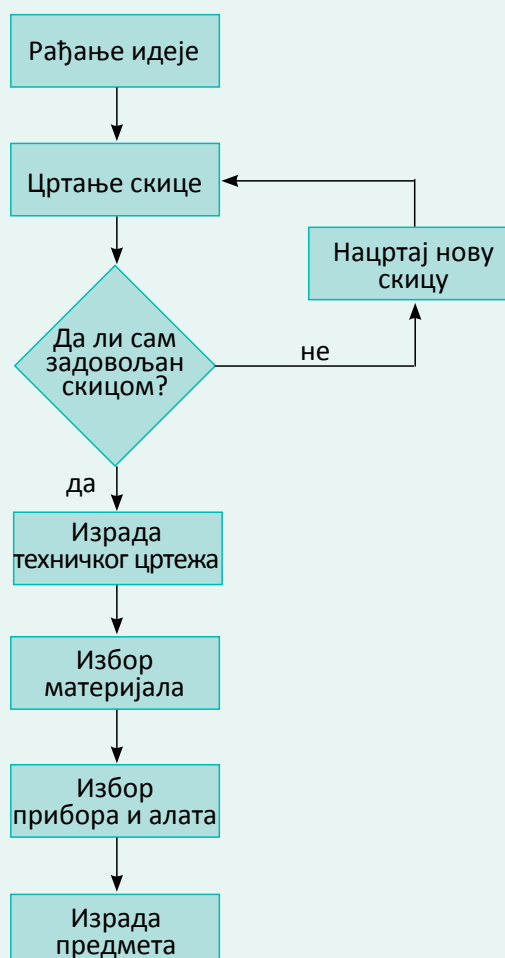 Рађање идеје
Цртање скице
Нацртај нову
скицу
Да ли сам
задовољан
скицом?
не
да
Израда
техничког цртежа
Избор
материјала
Избор
прибора и алата
Израда
предмета